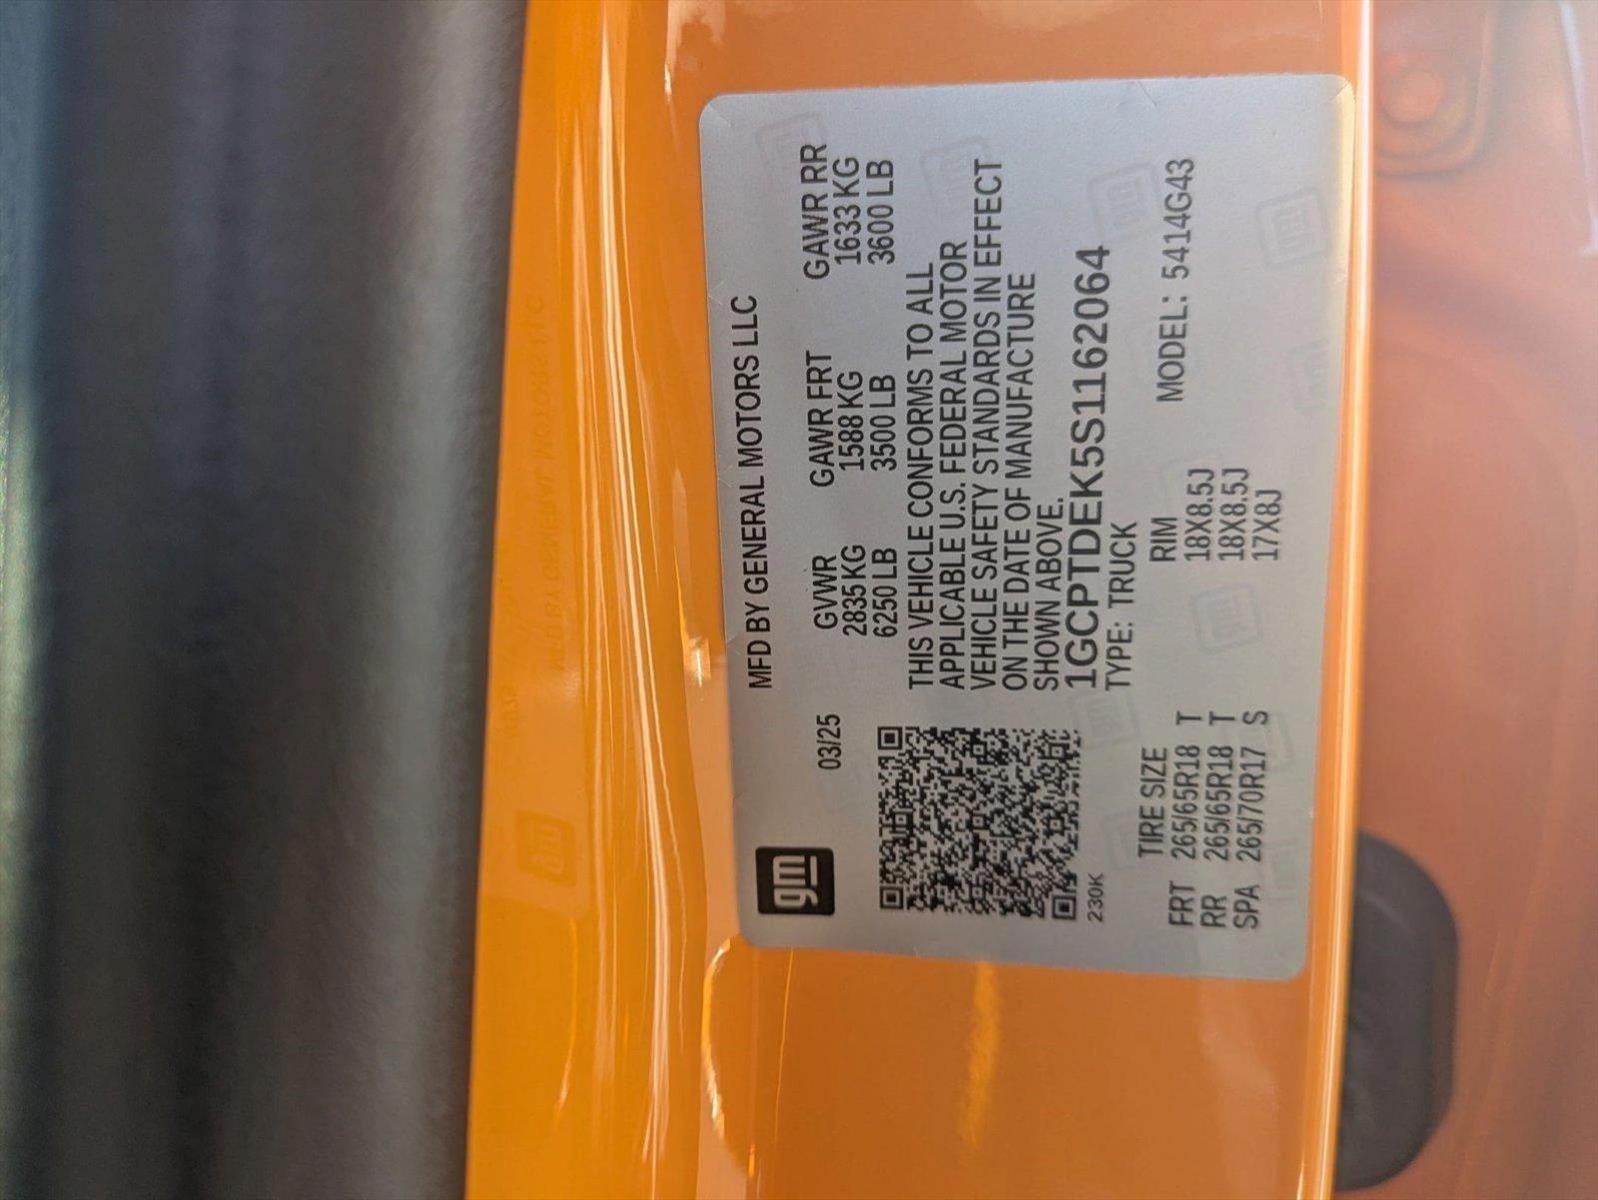 gm
MFD BY GENERAL MOTORS LLC
03/25
GVWR GAWR FRT GAWR RR
2835 KG 1588 KG 1633 KG
6250 LB 3500 LB 3600 LB
THIS VEHICLE CONFORMS TO ALL
APPLICABLE U.S. FEDERAL MOTOR
VEHICLE SAFETY STANDARDS IN EFFECT
ON THE DATE OF MANUFACTURE
SHOWN ABOVE.
1GCPTDEK5S1162064
230K TYPE: TRUCK
TIRE SIZE RIM MODEL: 5414G43
FRT 265/65R18 T 18X8.5J
RR 265/65R18 T 18X8.5J
SPA 265/70R17 S 17X8J